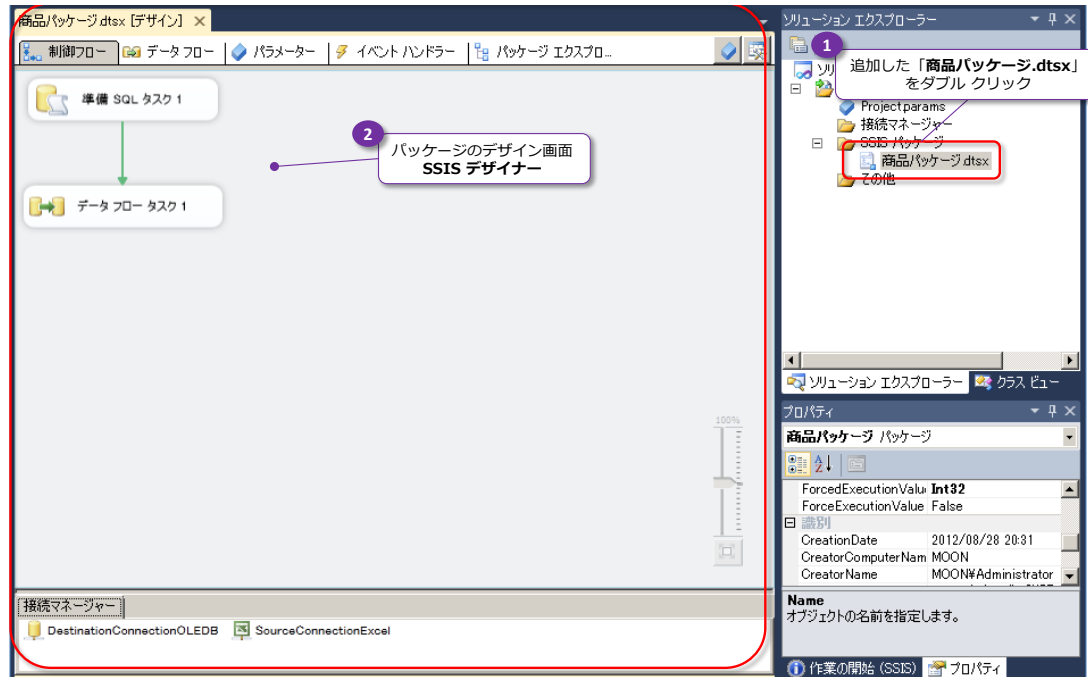 商品パッケージ.dtsx [デザイン]
制御フロー データ フロー パラメーター イベント ハンドラー パッケージ エクスプロ...
準備 SQL タスク 1
データ フロー タスク 1
2
パッケージのデザイン画面
SSIS デザイナー
100%
接続マネージャー
DestinationConnectionOLEDB SourceConnectionExcel
ソリューション エクスプローラー
1
追加した「商品パッケージ.dtsx」
をダブル クリック
ソリ
Project.params
接続マネージャー
SSIS パッケージ
商品パッケージ.dtsx
その他
ソリューション エクスプローラー クラス ビュー
プロパティ
商品パッケージ パッケージ
ForcedExecutionValu Int32
ForceExecutionValue False
識別
CreationDate 2012/08/28 20:31
CreatorComputerNam MOON
CreatorName MOON¥Administrator
Name
オブジェクトの名前を指定します。
作業の開始 (SSIS) プロパティ